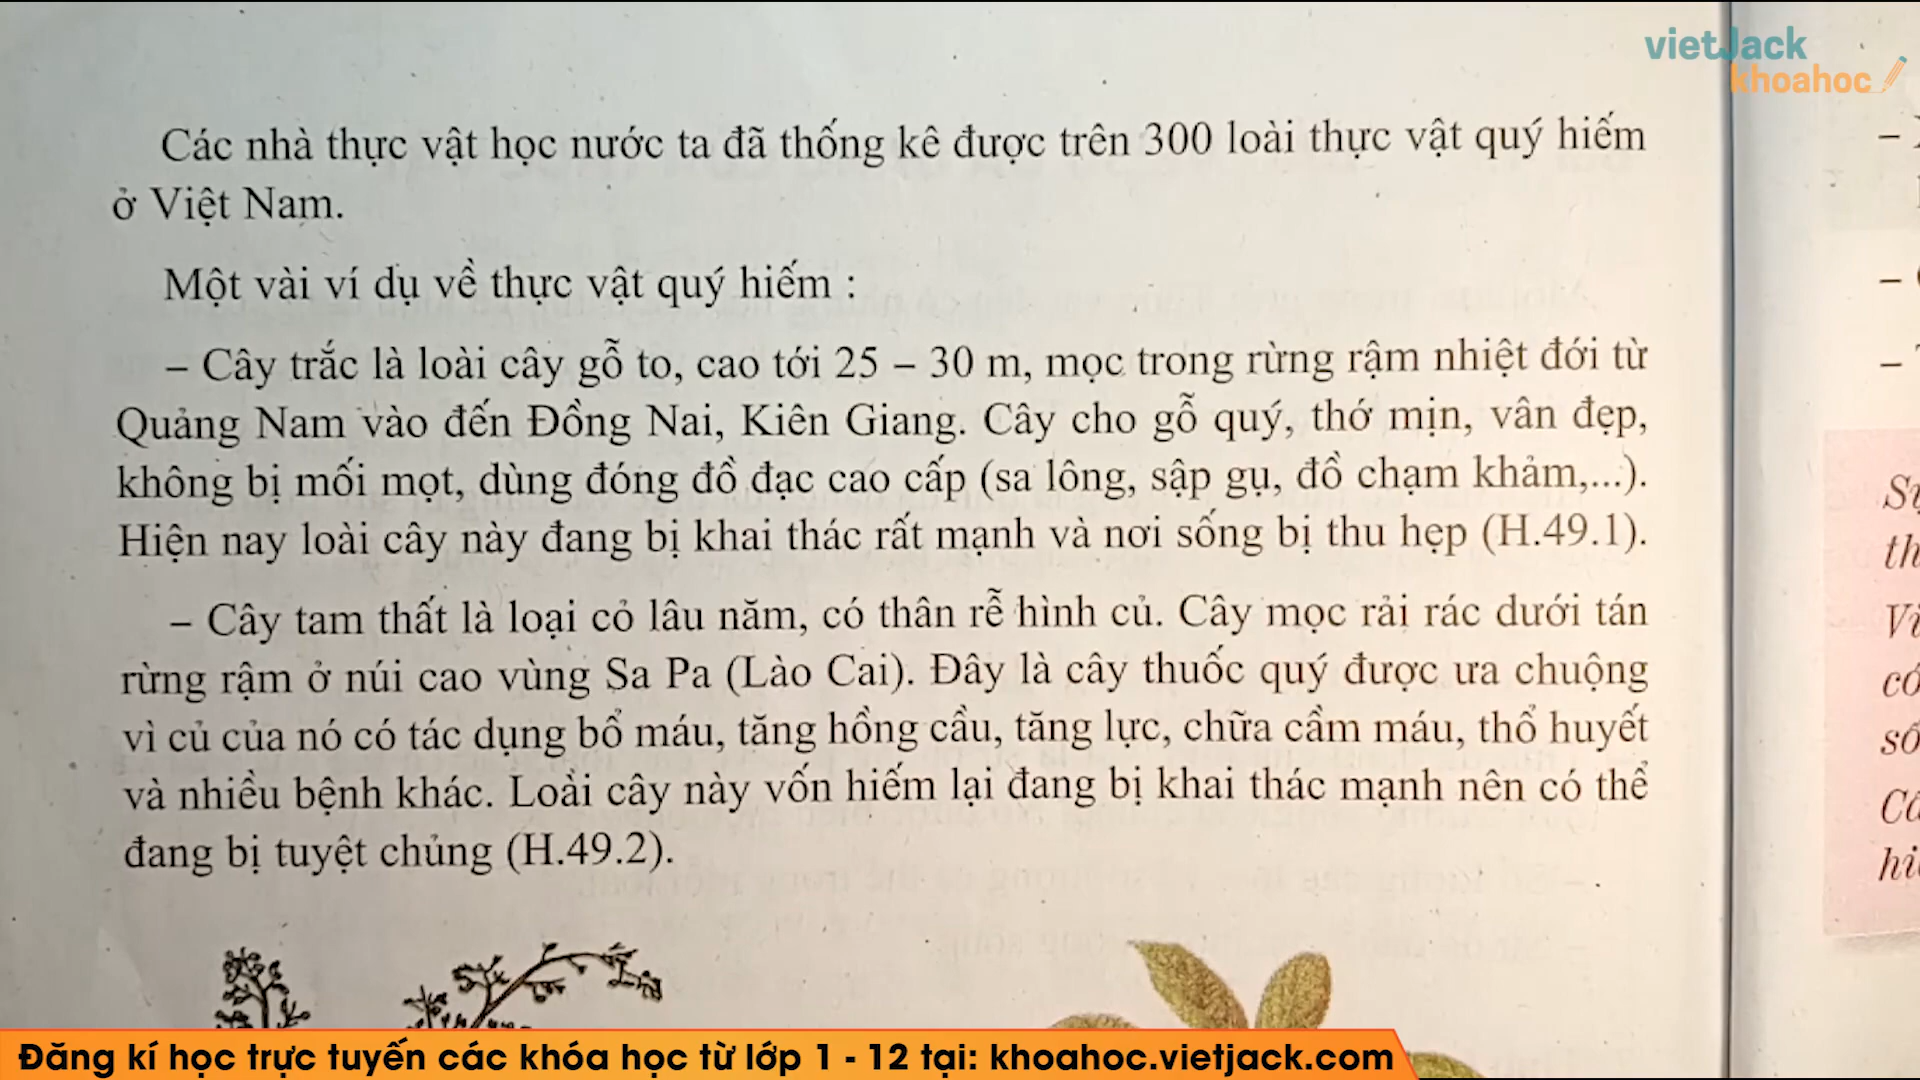 vietJack
khoahoc
Các nhà thực vật học nước ta đã thống kê được trên 300 loài thực vật quý hiếm
ở Việt Nam.
Một vài ví dụ về thực vật quý hiếm :
– Cây trắc là loài cây gỗ to, cao tới 25 – 30 m, mọc trong rừng rậm nhiệt đới từ
Quảng Nam vào đến Đồng Nai, Kiên Giang. Cây cho gỗ quý, thớ mịn, vân đẹp,
không bị mối mọt, dùng đóng đồ đạc cao cấp (sa lông, sập gụ, đồ chạm khảm,...).
Hiện nay loài cây này đang bị khai thác rất mạnh và nơi sống bị thu hẹp (H.49.1).
– Cây tam thất là loại cỏ lâu năm, có thân rễ hình củ. Cây mọc rải rác dưới tán
rừng rậm ở núi cao vùng Sa Pa (Lào Cai). Đây là cây thuốc quý được ưa chuộng
vì củ của nó có tác dụng bổ máu, tăng hồng cầu, tăng lực, chữa cầm máu, thổ huyết
và nhiều bệnh khác. Loài cây này vốn hiếm lại đang bị khai thác mạnh nên có thể
đang bị tuyệt chủng (H.49.2).
Đăng kí học trực tuyến các khóa học từ lớp 1 - 12 tại: khoahoc.vietjack.com